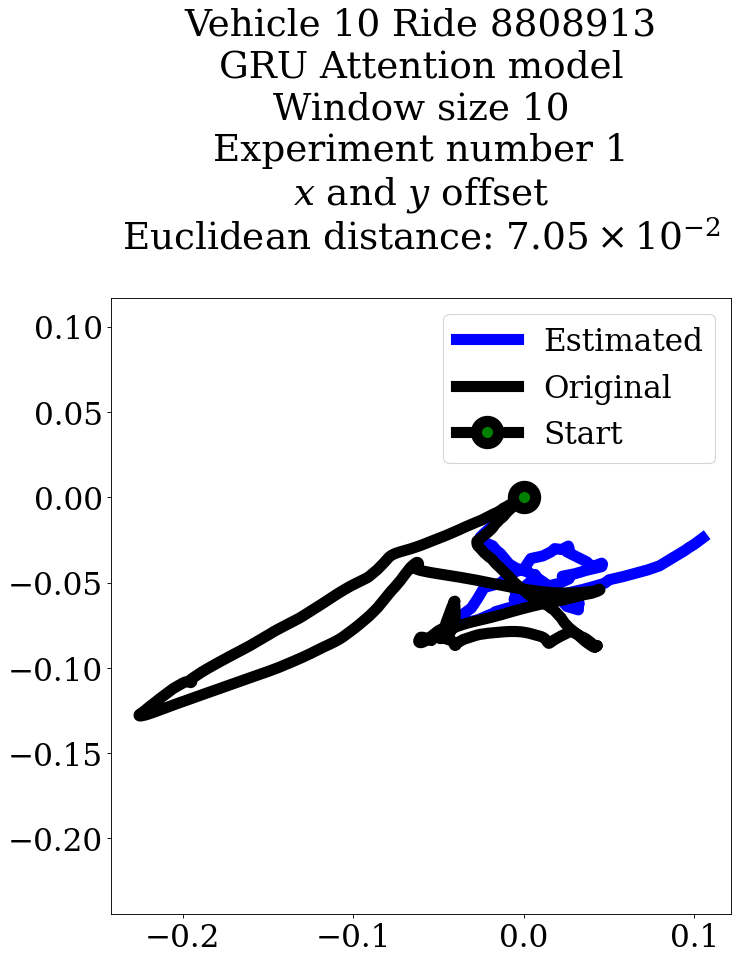 Vehicle 10 Ride 8808913
GRU Attention model
Window size 10
Experiment number 1
x and y offset
Euclidean distance: 7.05 × 10⁻²
Estimated
Original
Start
0.10
0.05
0.00
−0.05
−0.10
−0.15
−0.20
−0.2 −0.1 0.0 0.1